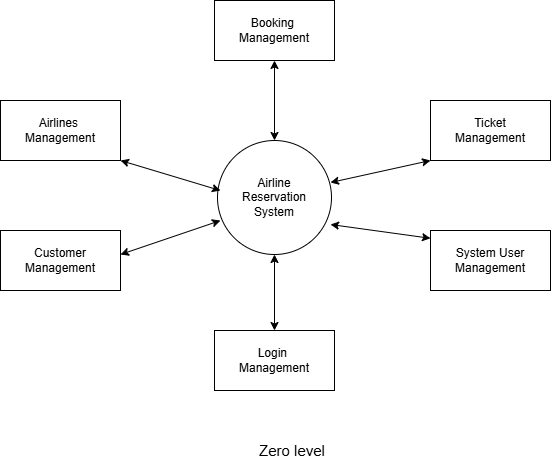 Booking
Management
Airlines
Management
Ticket
Management
Airline
Reservation
System
Customer
Management
System User
Management
Login
Management
Zero level